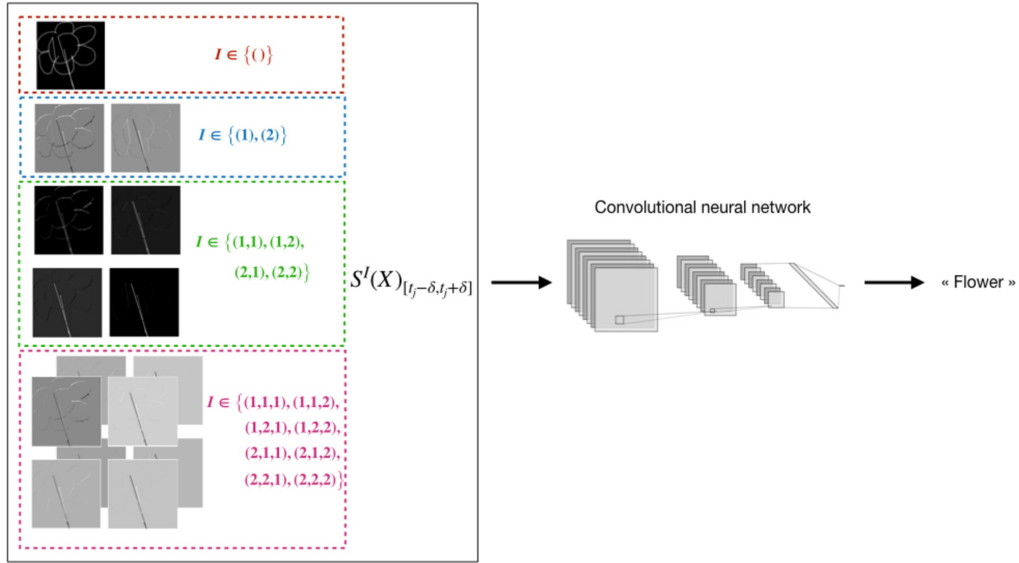 I ∈ {()}
I ∈ {(1), (2)}
I ∈ {(1,1), (1,2),
(2,1), (2,2)}
S^I(X)_{[t_j−δ,t_j+δ]}
I ∈ {(1,1,1), (1,1,2),
(1,2,1), (1,2,2),
(2,1,1), (2,1,2),
(2,2,1), (2,2,2)}
Convolutional neural network
« Flower »